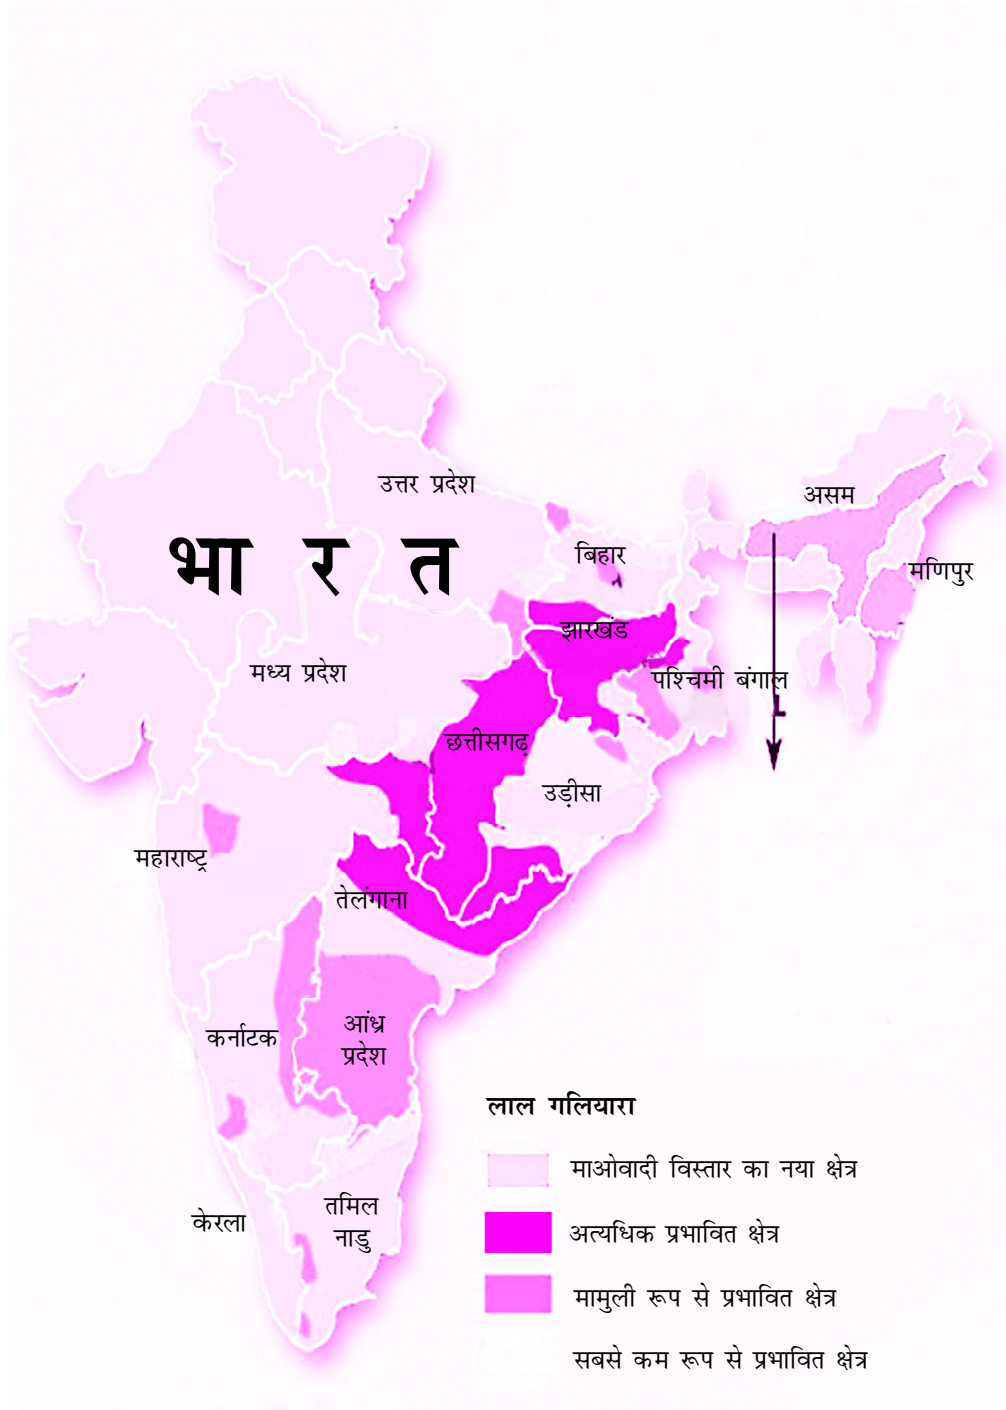 उत्तर प्रदेश
असम
भारत
बिहार
मणिपुर
झारखंड
मध्य प्रदेश
पश्चिमी बंगाल
छत्तीसगढ़
उड़ीसा
महाराष्ट्र
तेलंगाना
कर्नाटक
आंध्र
प्रदेश
लाल गलियारा
माओवादी विस्तार का नया क्षेत्र
केरला
तमिल
नाडु
अत्यधिक प्रभावित क्षेत्र
मामुली रूप से प्रभावित क्षेत्र
सबसे कम रूप से प्रभावित क्षेत्र